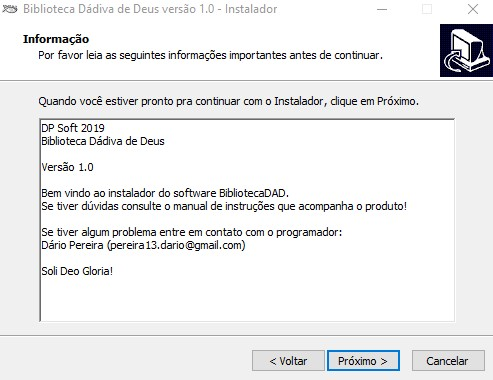 Biblioteca Dádiva de Deus versão 1.0 - Instalador
Informação
Por favor leia as seguintes informações importantes antes de continuar.
Quando você estiver pronto pra continuar com o Instalador, clique em Próximo.
DP Soft 2019
Biblioteca Dádiva de Deus
Versão 1.0
Bem vindo ao instalador do software BibliotecaDAD.
Se tiver dúvidas consulte o manual de instruções que acompanha o produto!
Se tiver algum problema entre em contato com o programador:
Dário Pereira (pereira13.dario@gmail.com)
Soli Deo Gloria!
< Voltar
Próximo >
Cancelar